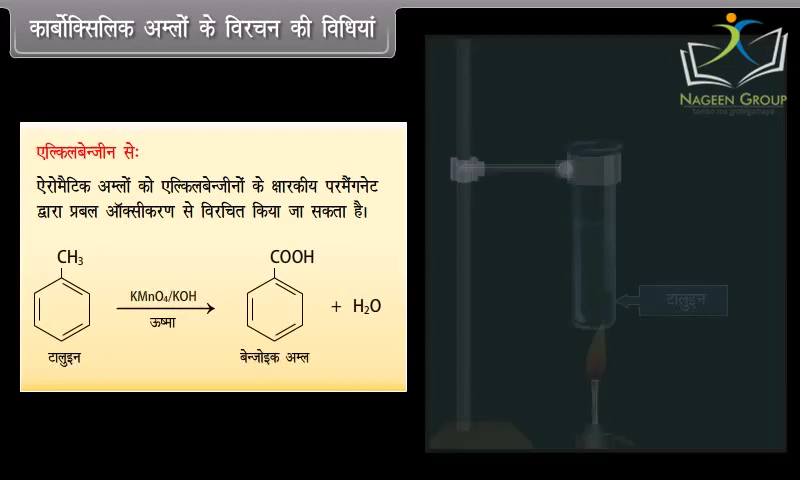 कार्बोक्सिलिक अम्लों के विरचन की विधियां
NAGEEN GROUP
एल्किलबेन्जीन से:
ऐरोमैटिक अम्लों को एल्किलबेन्जीनों के क्षारकीय परमैंगनेट
द्वारा प्रबल ऑक्सीकरण से विरचित किया जा सकता है।
CH₃
COOH
KMnO₄/KOH
ऊष्मा
+ H₂O
टालुइन
बेन्जोइक अम्ल
टालुइन